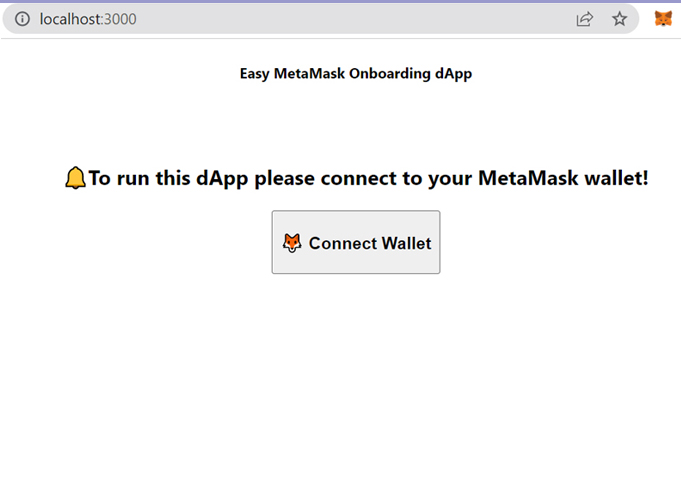 localhost:3000
Easy MetaMask Onboarding dApp
🔔To run this dApp please connect to your MetaMask wallet!
🦊 Connect Wallet